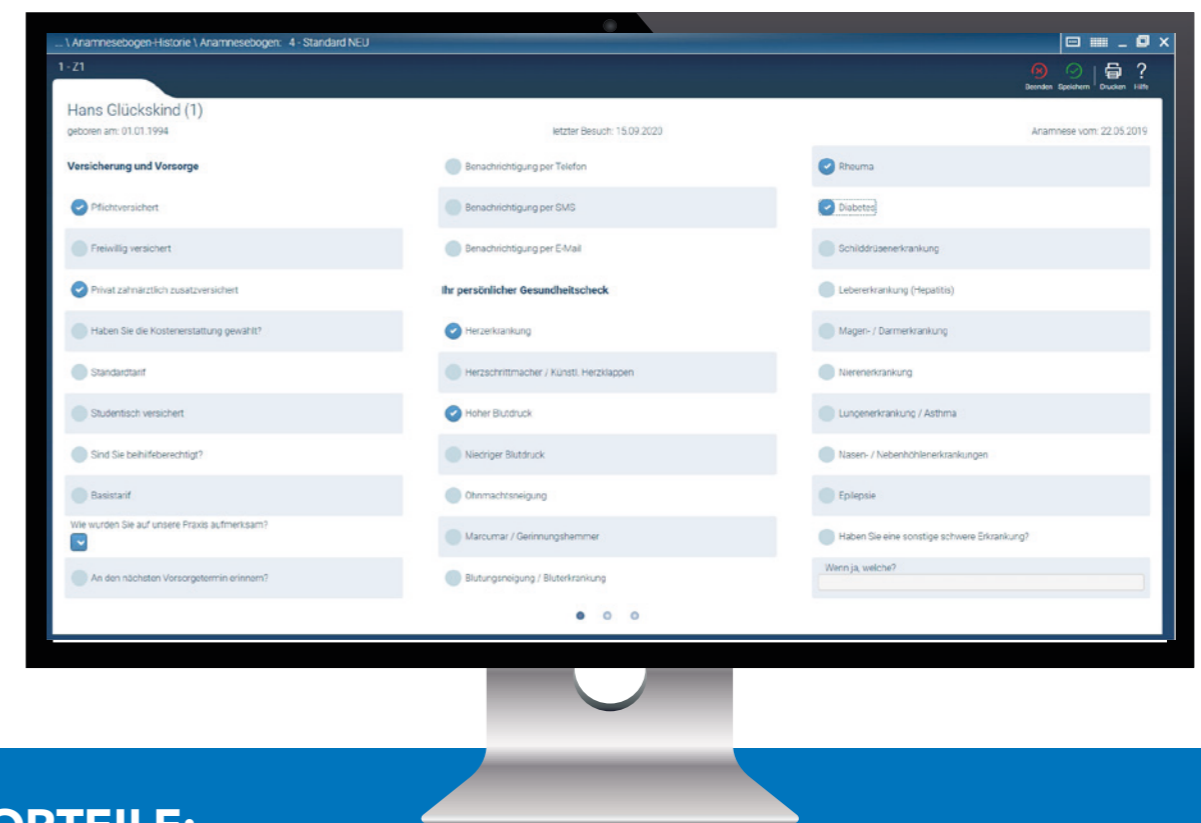 ... \ Anamnesebogen-Historie \ Anamnesebogen: 4 - Standard NEU
1 - Z1
Beenden Speichern Drucken Hilfe
Hans Glückskind (1)
geboren am: 01.01.1994
letzter Besuch: 15.09.2020
Anamnese vom: 22.05.2019
Versicherung und Vorsorge
Pflichtversichert
Freiwillig versichert
Privat zahnärztlich zusatzversichert
Haben Sie die Kostenerstattung gewählt?
Standardtarif
Studentisch versichert
Sind Sie beihilfeberechtigt?
Basistarif
Wie wurden Sie auf unsere Praxis aufmerksam?
An den nächsten Vorsorgetermin erinnern?
Benachrichtigung per Telefon
Benachrichtigung per SMS
Benachrichtigung per E-Mail
Ihr persönlicher Gesundheitscheck
Herzerkrankung
Herzschrittmacher / Künstl. Herzklappen
Hoher Blutdruck
Niedriger Blutdruck
Ohnmachtsneigung
Marcumar / Gerinnungshemmer
Blutungsneigung / Bluterkrankung
Rheuma
Diabetes
Schilddrüsenerkrankung
Lebererkrankung (Hepatitis)
Magen- / Darmerkrankung
Nierenerkrankung
Lungenerkrankung / Asthma
Nasen- / Nebenhöhlenerkrankungen
Epilepsie
Haben Sie eine sonstige schwere Erkrankung?
Wenn ja, welche?